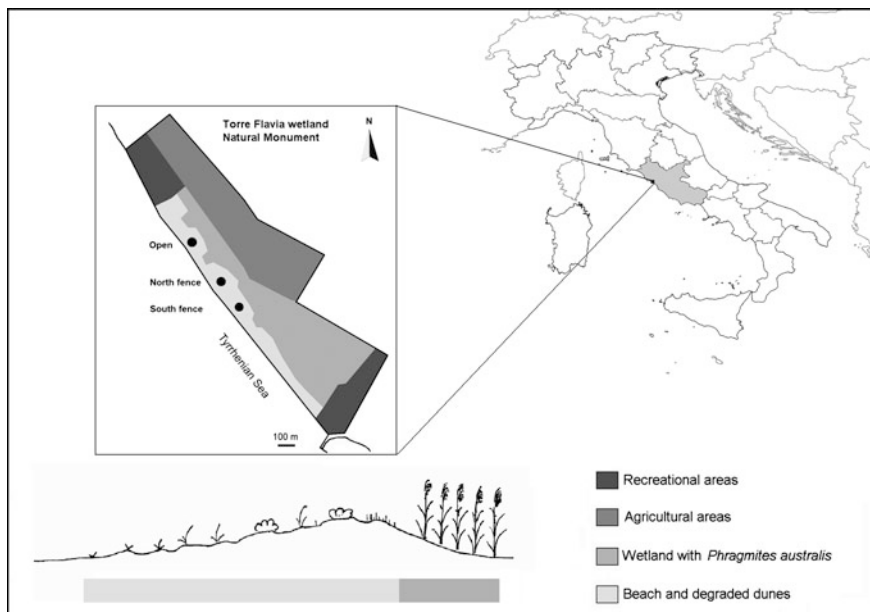 Torre Flavia wetland
Natural Monument
N
Open
North fence
South fence
Tyrrhenian Sea
100 m
Recreational areas
Agricultural areas
Wetland with Phragmites australis
Beach and degraded dunes